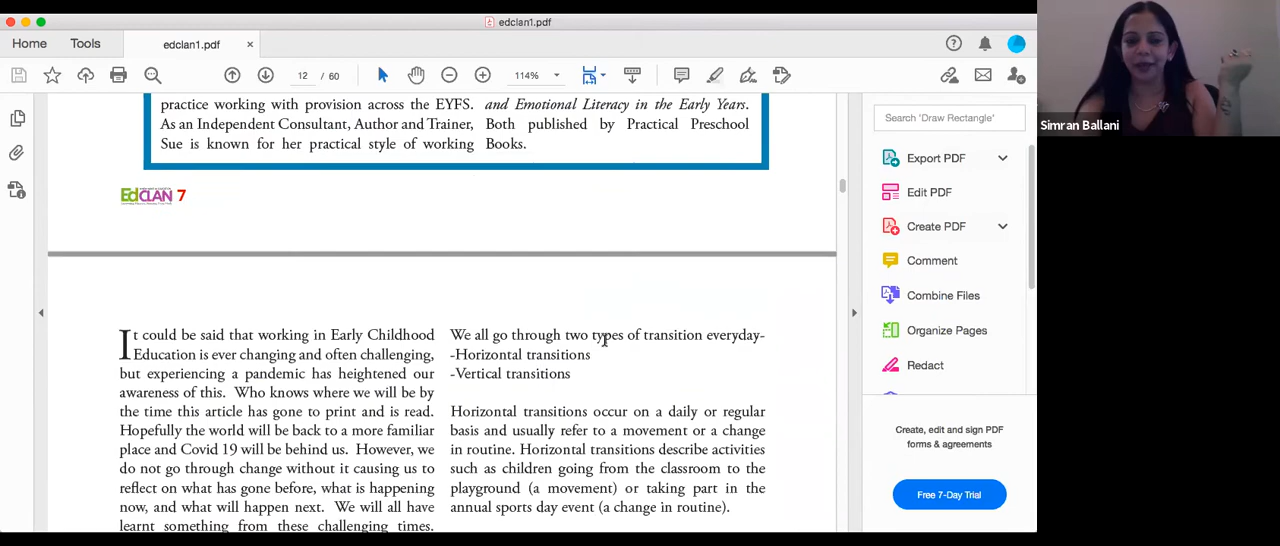 edclan1.pdf
Home
Tools
edclan1.pdf
12 / 60
114%
Simran Ballani
practice working with provision across the EYFS.
As an Independent Consultant, Author and Trainer,
Sue is known for her practical style of working
and Emotional Literacy in the Early Years.
Both published by Practical Preschool
Books.
EdCLAN 7
It could be said that working in Early Childhood
Education is ever changing and often challenging,
but experiencing a pandemic has heightened our
awareness of this. Who knows where we will be by
the time this article has gone to print and is read.
Hopefully the world will be back to a more familiar
place and Covid 19 will be behind us. However, we
do not go through change without it causing us to
reflect on what has gone before, what is happening
now, and what will happen next. We will all have
learnt something from these challenging times.
We all go through two types of transition everyday-
-Horizontal transitions
-Vertical transitions
Horizontal transitions occur on a daily or regular
basis and usually refer to a movement or a change
in routine. Horizontal transitions describe activities
such as children going from the classroom to the
playground (a movement) or taking part in the
annual sports day event (a change in routine).
Search 'Draw Rectangle'
Export PDF
Edit PDF
Create PDF
Comment
Combine Files
Organize Pages
Redact
Create, edit and sign PDF
forms & agreements
Free 7-Day Trial